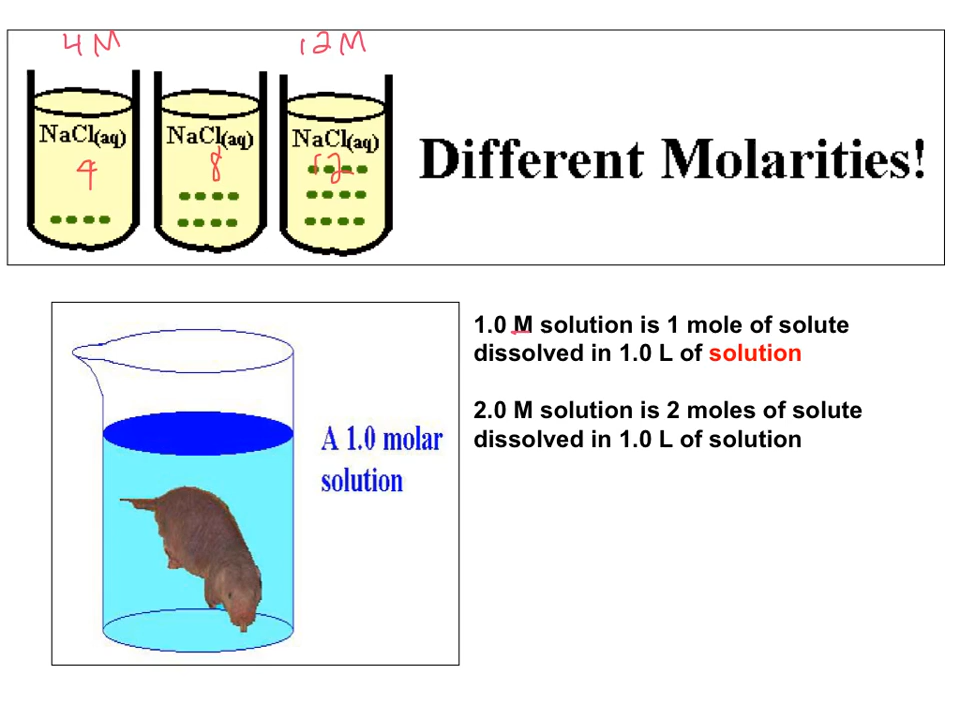 4 M
12 M
NaCl(aq)
NaCl(aq)
NaCl(aq)
4
8
12
Different Molarities!
1.0 M solution is 1 mole of solute
dissolved in 1.0 L of solution
2.0 M solution is 2 moles of solute
dissolved in 1.0 L of solution
A 1.0 molar
solution